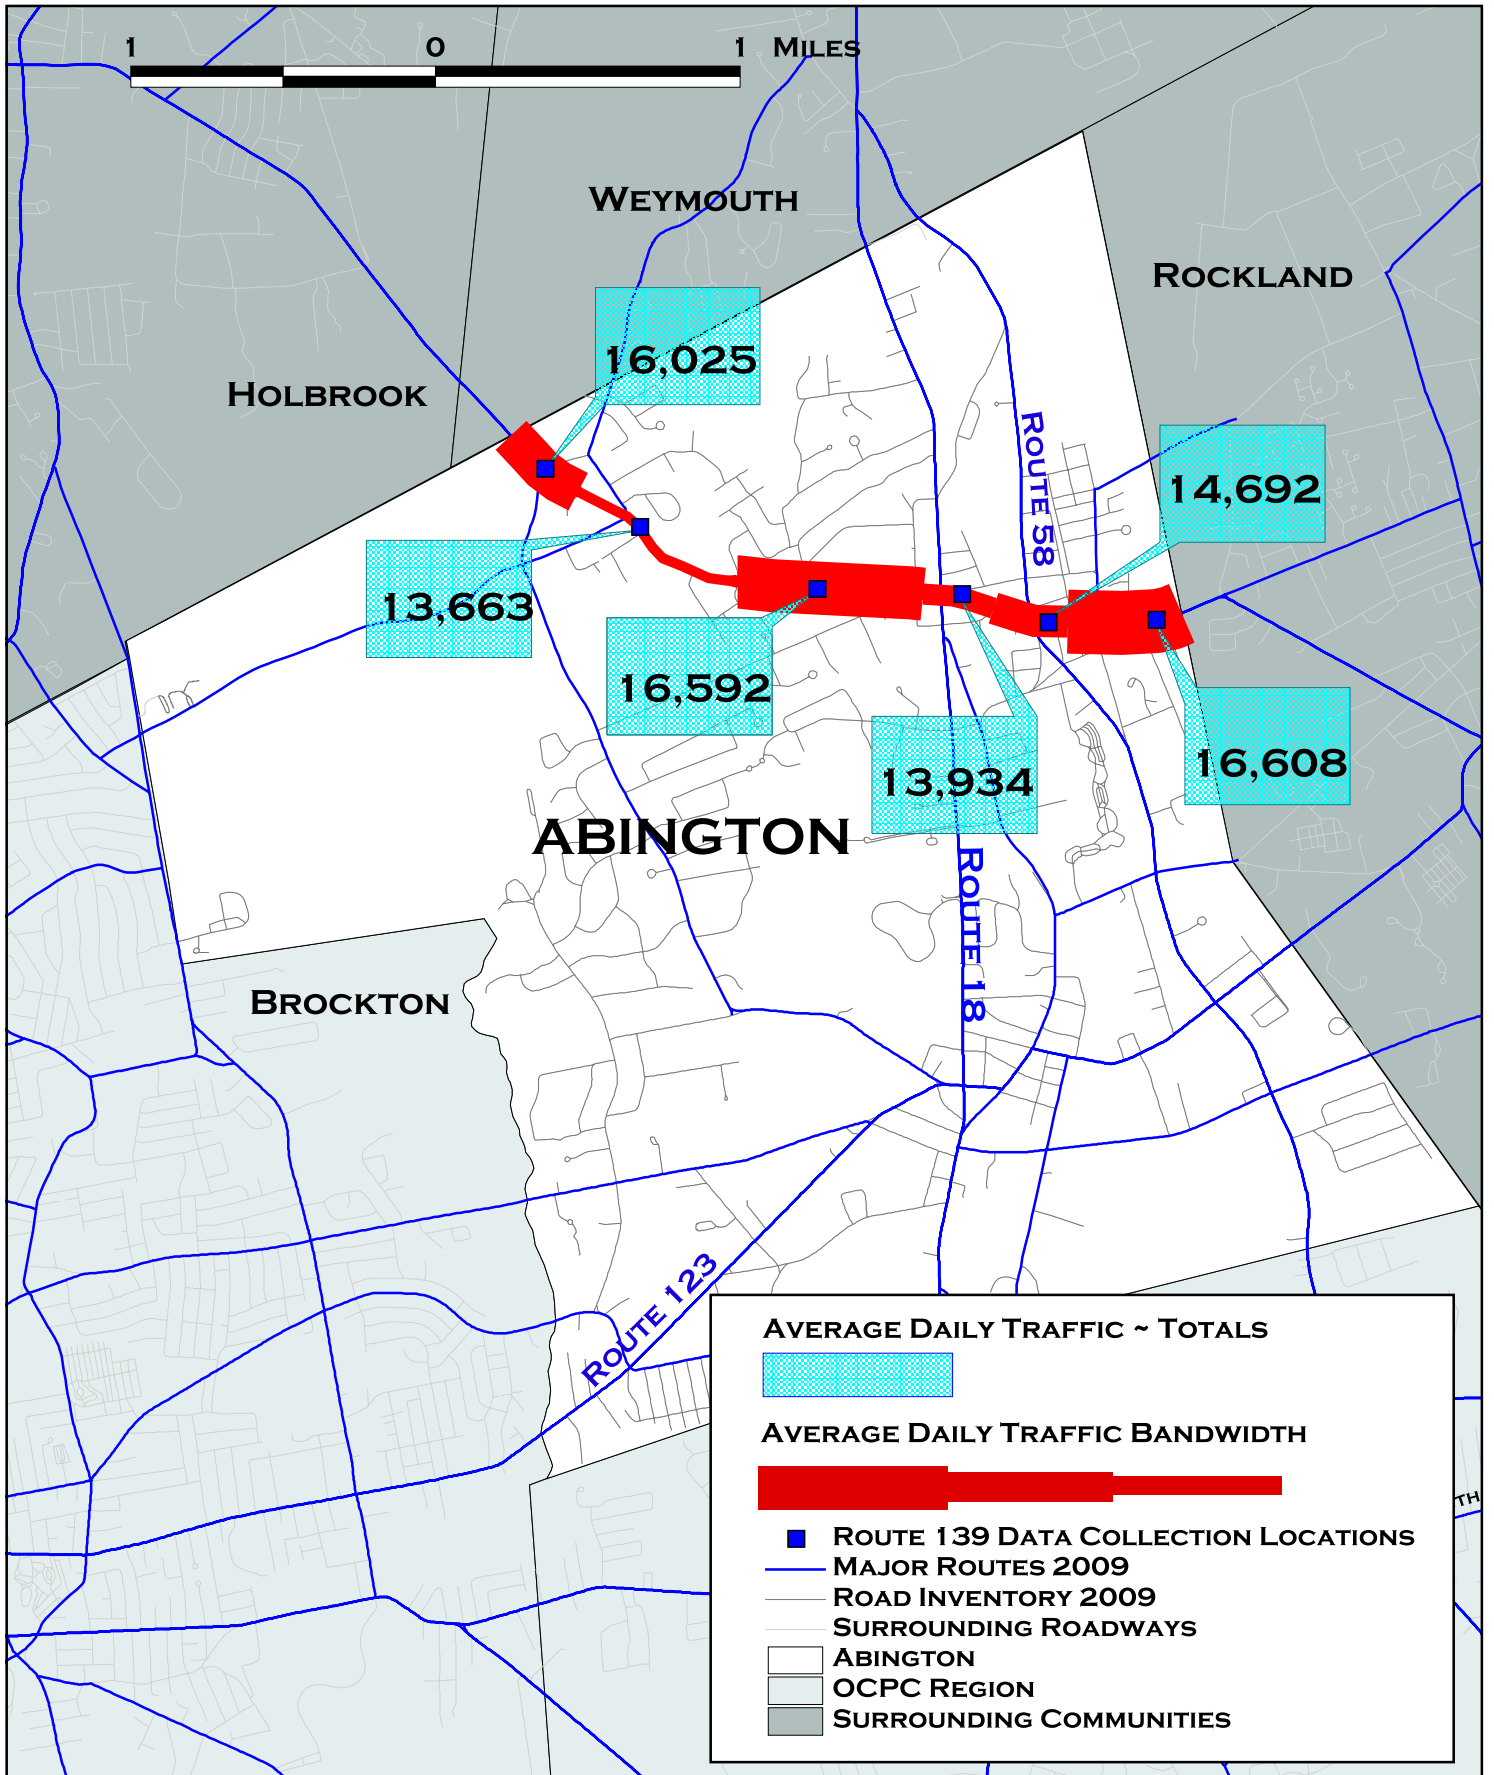 1 0 1 Miles
Weymouth
Rockland
16,025
Holbrook
Route 58
14,692
13,663
16,592
13,934
16,608
Abington
Route 18
Brockton
Route 123
Average Daily Traffic ~ Totals
Average Daily Traffic Bandwidth
Route 139 Data Collection Locations
Major Routes 2009
Road Inventory 2009
Surrounding Roadways
Abington
OCPC Region
Surrounding Communities